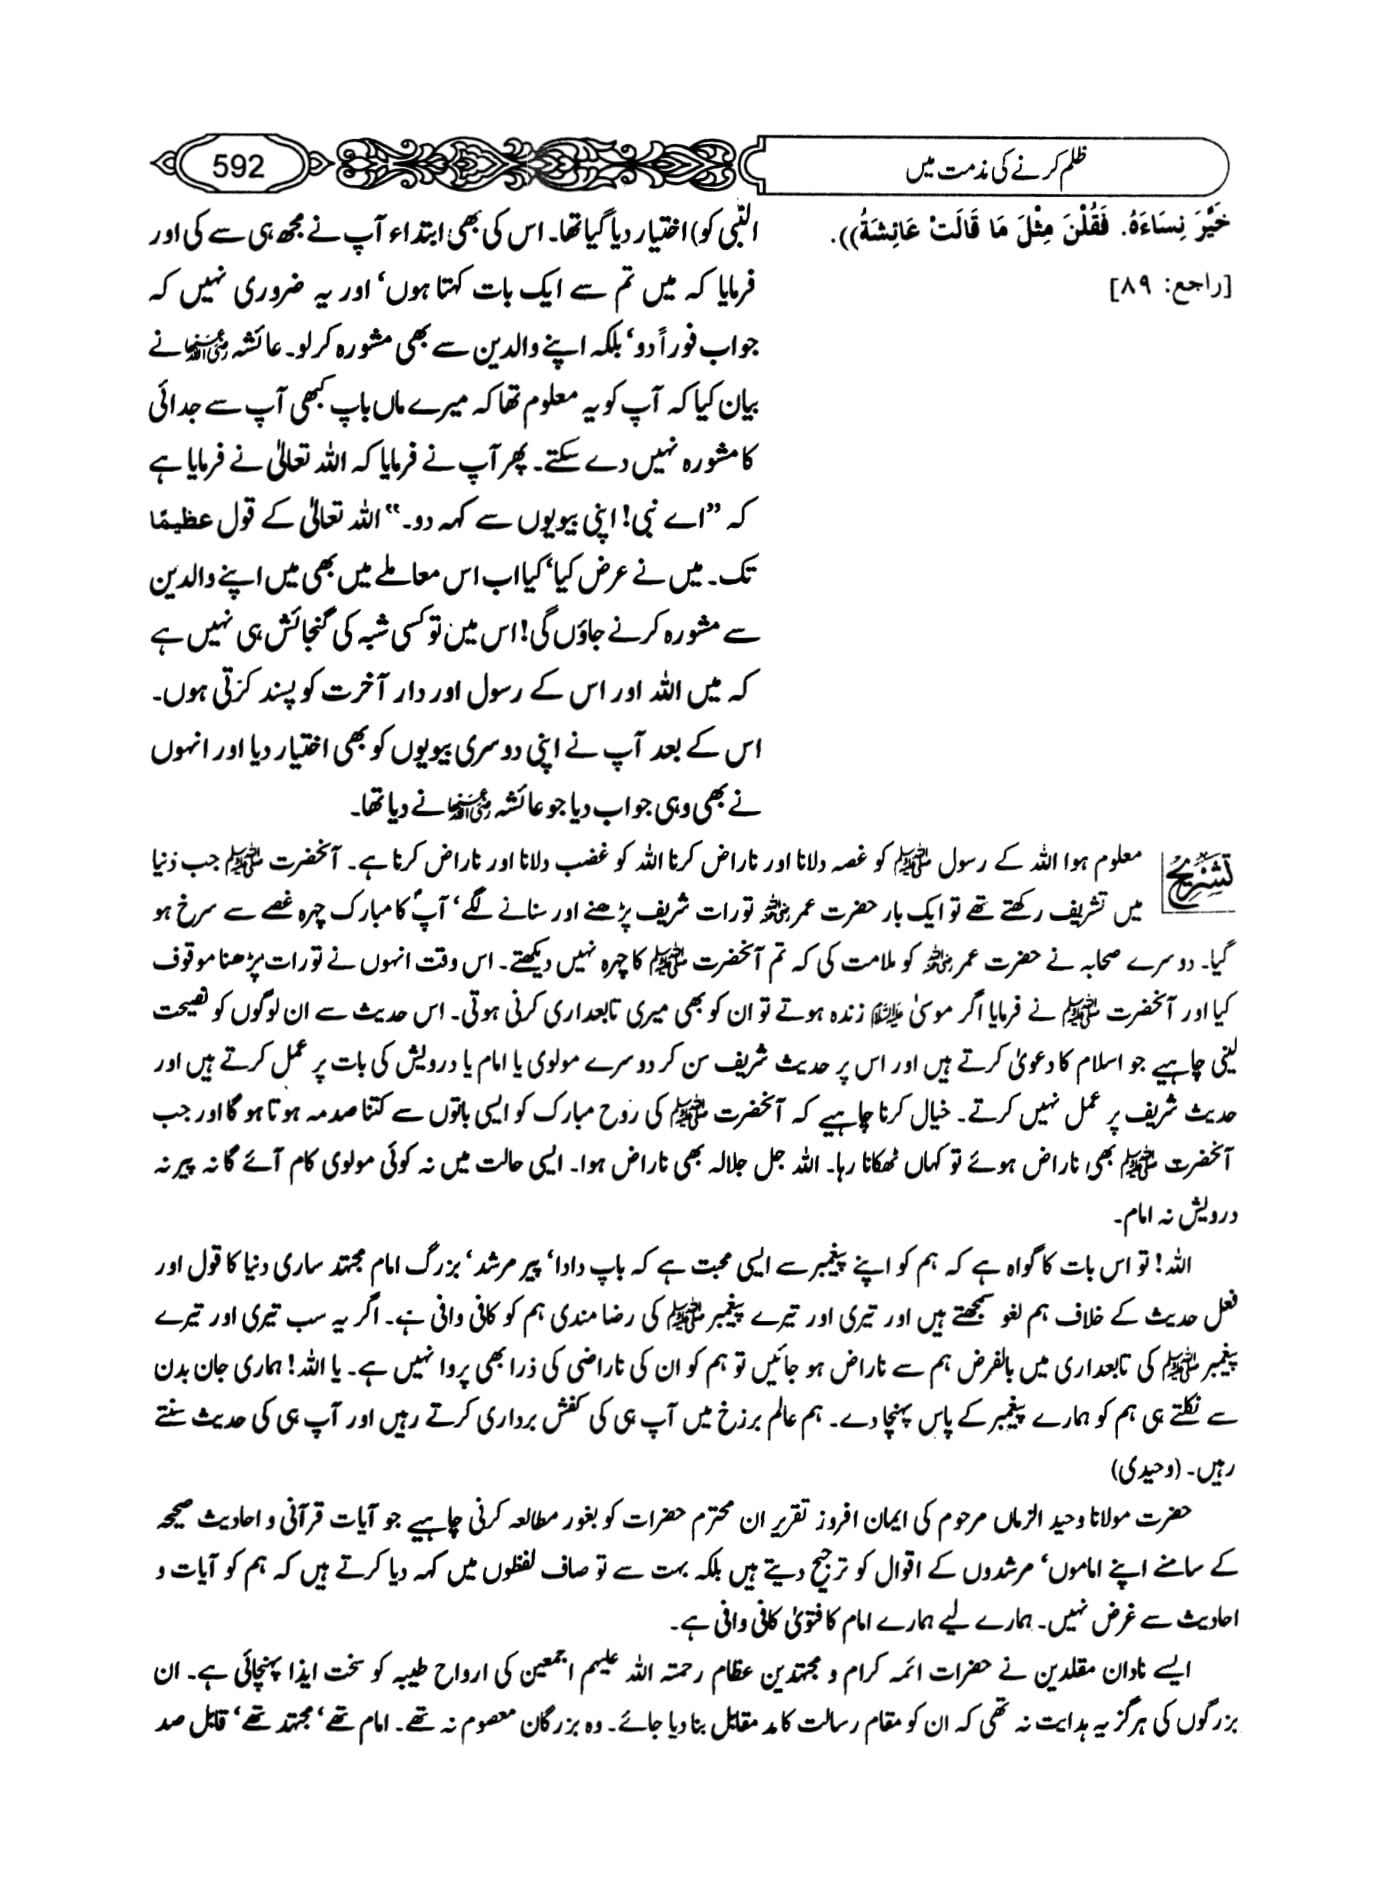 592
ظلم کرنے کی مذمت میں
خَيَّرَ نِسَاءَهُ. فَقُلْنَ مِثْلَ مَا قَالَتْ عَائِشَةُ)).
[راجع: ٨٩]
النبی کو) اختیار دیا گیا تھا۔ اس کی بھی ابتداء آپ نے مجھ ہی سے کی اور
فرمایا کہ میں تم سے ایک بات کہتا ہوں‘ اور یہ ضروری نہیں کہ
جواب فوراً دو‘ بلکہ اپنے والدین سے بھی مشورہ کرلو۔ عائشہ رضی اللہ عنہا نے
بیان کیا کہ آپ کو یہ معلوم تھا کہ میرے ماں باپ کبھی آپ سے جدائی
کا مشورہ نہیں دے سکتے۔ پھر آپ نے فرمایا کہ اللہ تعالیٰ نے فرمایا ہے
کہ ”اے نبی! اپنی بیویوں سے کہہ دو۔“ اللہ تعالیٰ کے قول عظیمًا
تک۔ میں نے عرض کیا‘ کیا اب اس معاملے میں بھی میں اپنے والدین
سے مشورہ کرنے جاؤں گی! اس میں تو کسی شبہ کی گنجائش ہی نہیں ہے
کہ میں اللہ اور اس کے رسول اور دار آخرت کو پسند کرتی ہوں۔
اس کے بعد آپ نے اپنی دوسری بیویوں کو بھی اختیار دیا اور انہوں
نے بھی وہی جواب دیا جو عائشہ رضی اللہ عنہا نے دیا تھا۔
تشریح معلوم ہوا اللہ کے رسول ﷺ کو غصہ دلانا اور ناراض کرنا اللہ کو غضب دلانا اور ناراض کرنا ہے۔ آنحضرت ﷺ جب دنیا
میں تشریف رکھتے تھے تو ایک بار حضرت عمر رضی اللہ عنہ تورات شریف پڑھنے اور سنانے لگے‘ آپؐ کا مبارک چہرہ غصے سے سرخ ہو
گیا۔ دوسرے صحابہ نے حضرت عمر رضی اللہ عنہ کو ملامت کی کہ تم آنحضرت ﷺ کا چہرہ نہیں دیکھتے۔ اس وقت انہوں نے تورات پڑھنا موقوف
کیا اور آنحضرت ﷺ نے فرمایا اگر موسیٰ علیہ السلام زندہ ہوتے تو ان کو بھی میری تابعداری کرنی ہوتی۔ اس حدیث سے ان لوگوں کو نصیحت
لینی چاہیے جو اسلام کا دعویٰ کرتے ہیں اور اس پر حدیث شریف سن کر دوسرے مولوی یا امام یا درویش کی بات پر عمل کرتے ہیں اور
حدیث شریف پر عمل نہیں کرتے۔ خیال کرنا چاہیے کہ آنحضرت ﷺ کی روح مبارک کو ایسی باتوں سے کتنا صدمہ ہوتا ہو گا اور جب
آنحضرت ﷺ بھی ناراض ہوئے تو کہاں ٹھکانا رہا۔ اللہ جل جلالہ بھی ناراض ہوا۔ ایسی حالت میں نہ کوئی مولوی کام آئے گا نہ پیر نہ
درویش نہ امام۔
اللہ! تو اس بات کا گواہ ہے کہ ہم کو اپنے پیغمبر سے ایسی محبت ہے کہ باپ دادا‘ پیر مرشد‘ بزرگ امام مجتہد ساری دنیا کا قول اور
فعل حدیث کے خلاف ہم لغو سمجھتے ہیں اور تیری اور تیرے پیغمبر ﷺ کی رضا مندی ہم کو کافی وافی ہے۔ اگر یہ سب تیری اور تیرے
پیغمبر ﷺ کی تابعداری میں بالفرض ہم سے ناراض ہو جائیں تو ہم کو ان کی ناراضی کی ذرا بھی پروا نہیں ہے۔ یا اللہ! ہماری جان بدن
سے نکلتے ہی ہم کو ہمارے پیغمبر کے پاس پہنچا دے۔ ہم عالم برزخ میں آپ ہی کی کفش برداری کرتے رہیں اور آپ ہی کی حدیث سنتے
رہیں۔ (وحیدی)
حضرت مولانا وحید الزماں مرحوم کی ایمان افروز تقریر ان محترم حضرات کو بغور مطالعہ کرنی چاہیے جو آیات قرآنی و احادیث صحیحہ
کے سامنے اپنے اماموں‘ مرشدوں کے اقوال کو ترجیح دیتے ہیں بلکہ بہت سے تو صاف لفظوں میں کہہ دیا کرتے ہیں کہ ہم کو آیات و
احادیث سے غرض نہیں۔ ہمارے لیے ہمارے امام کا فتویٰ کافی وافی ہے۔
ایسے نادان مقلدین نے حضرات ائمہ کرام و مجتہدین عظام رحمتہ اللہ علیہم اجمعین کی ارواح طیبہ کو سخت ایذا پہنچائی ہے۔ ان
بزرگوں کی ہرگز یہ ہدایت نہ تھی کہ ان کو مقام رسالت کا مد مقابل بنا دیا جائے۔ وہ بزرگان معصوم نہ تھے۔ امام تھے‘ مجتہد تھے‘ قابل صد